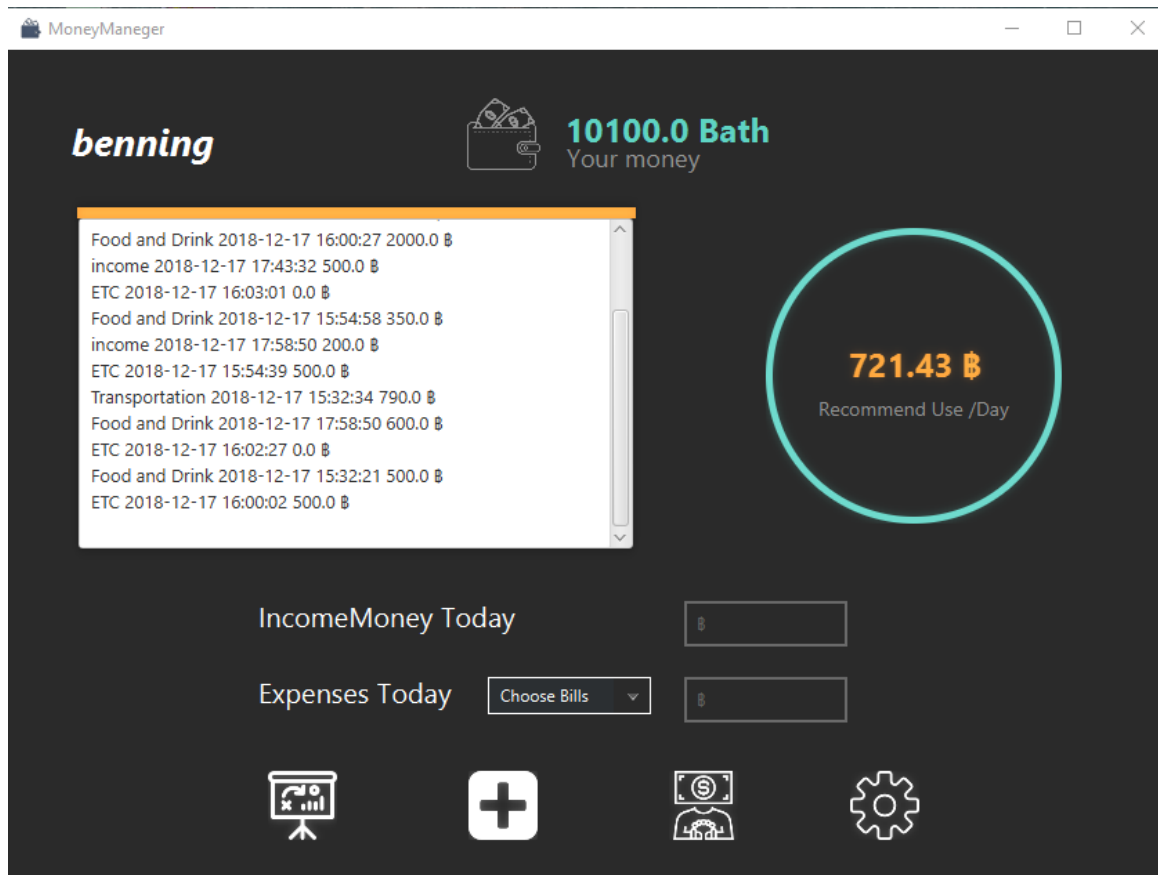 MoneyManeger
benning
10100.0 Bath
Your money
Food and Drink 2018-12-17 16:00:27 2000.0 ฿
income 2018-12-17 17:43:32 500.0 ฿
ETC 2018-12-17 16:03:01 0.0 ฿
Food and Drink 2018-12-17 15:54:58 350.0 ฿
income 2018-12-17 17:58:50 200.0 ฿
ETC 2018-12-17 15:54:39 500.0 ฿
Transportation 2018-12-17 15:32:34 790.0 ฿
Food and Drink 2018-12-17 17:58:50 600.0 ฿
ETC 2018-12-17 16:02:27 0.0 ฿
Food and Drink 2018-12-17 15:32:21 500.0 ฿
ETC 2018-12-17 16:00:02 500.0 ฿
721.43 ฿
Recommend Use /Day
IncomeMoney Today
฿
Expenses Today
Choose Bills
฿